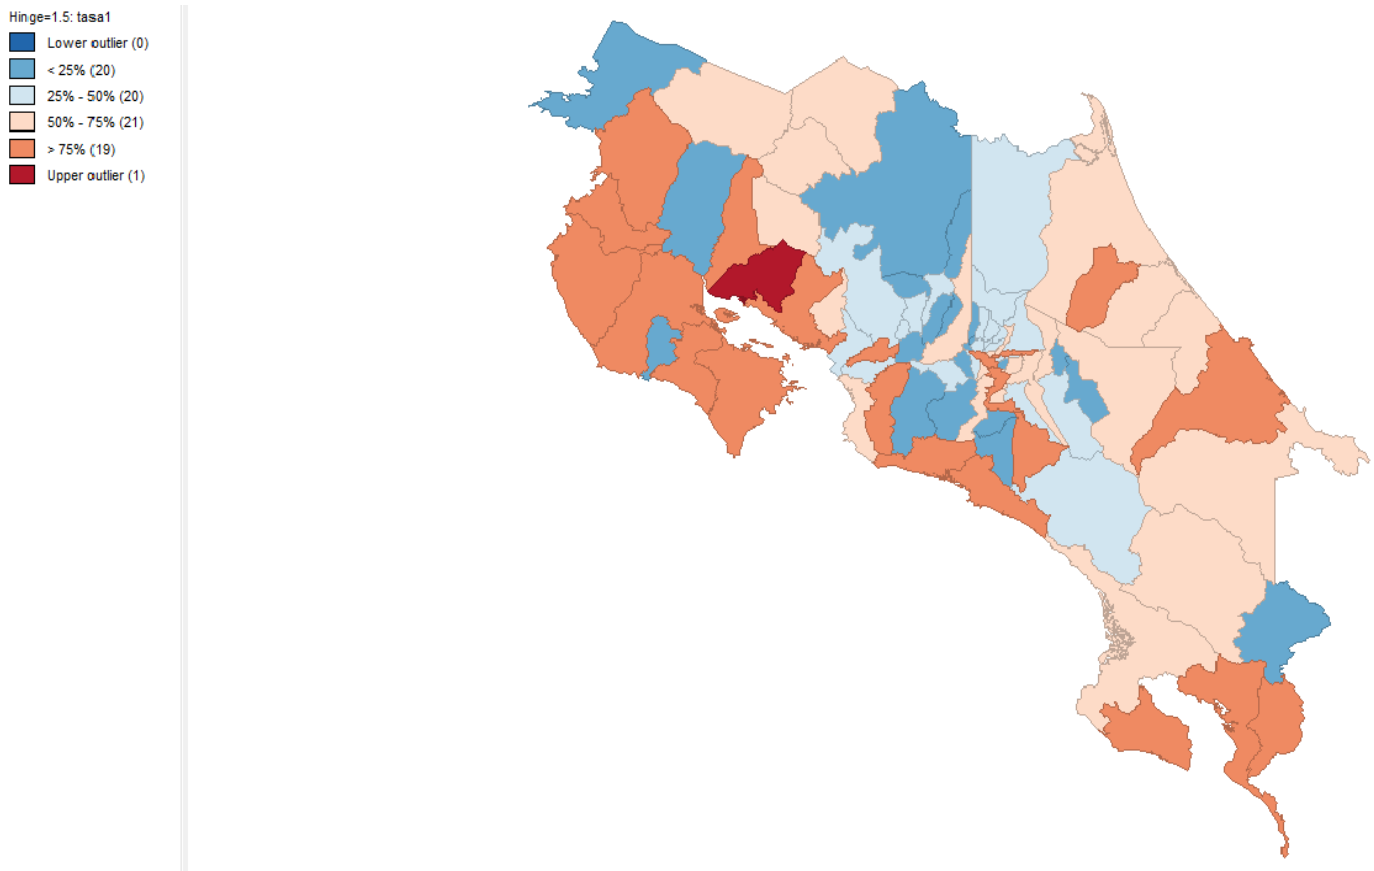 Hinge=1.5: tasa1
Lower outlier (0)
< 25% (20)
25% - 50% (20)
50% - 75% (21)
> 75% (19)
Upper outlier (1)